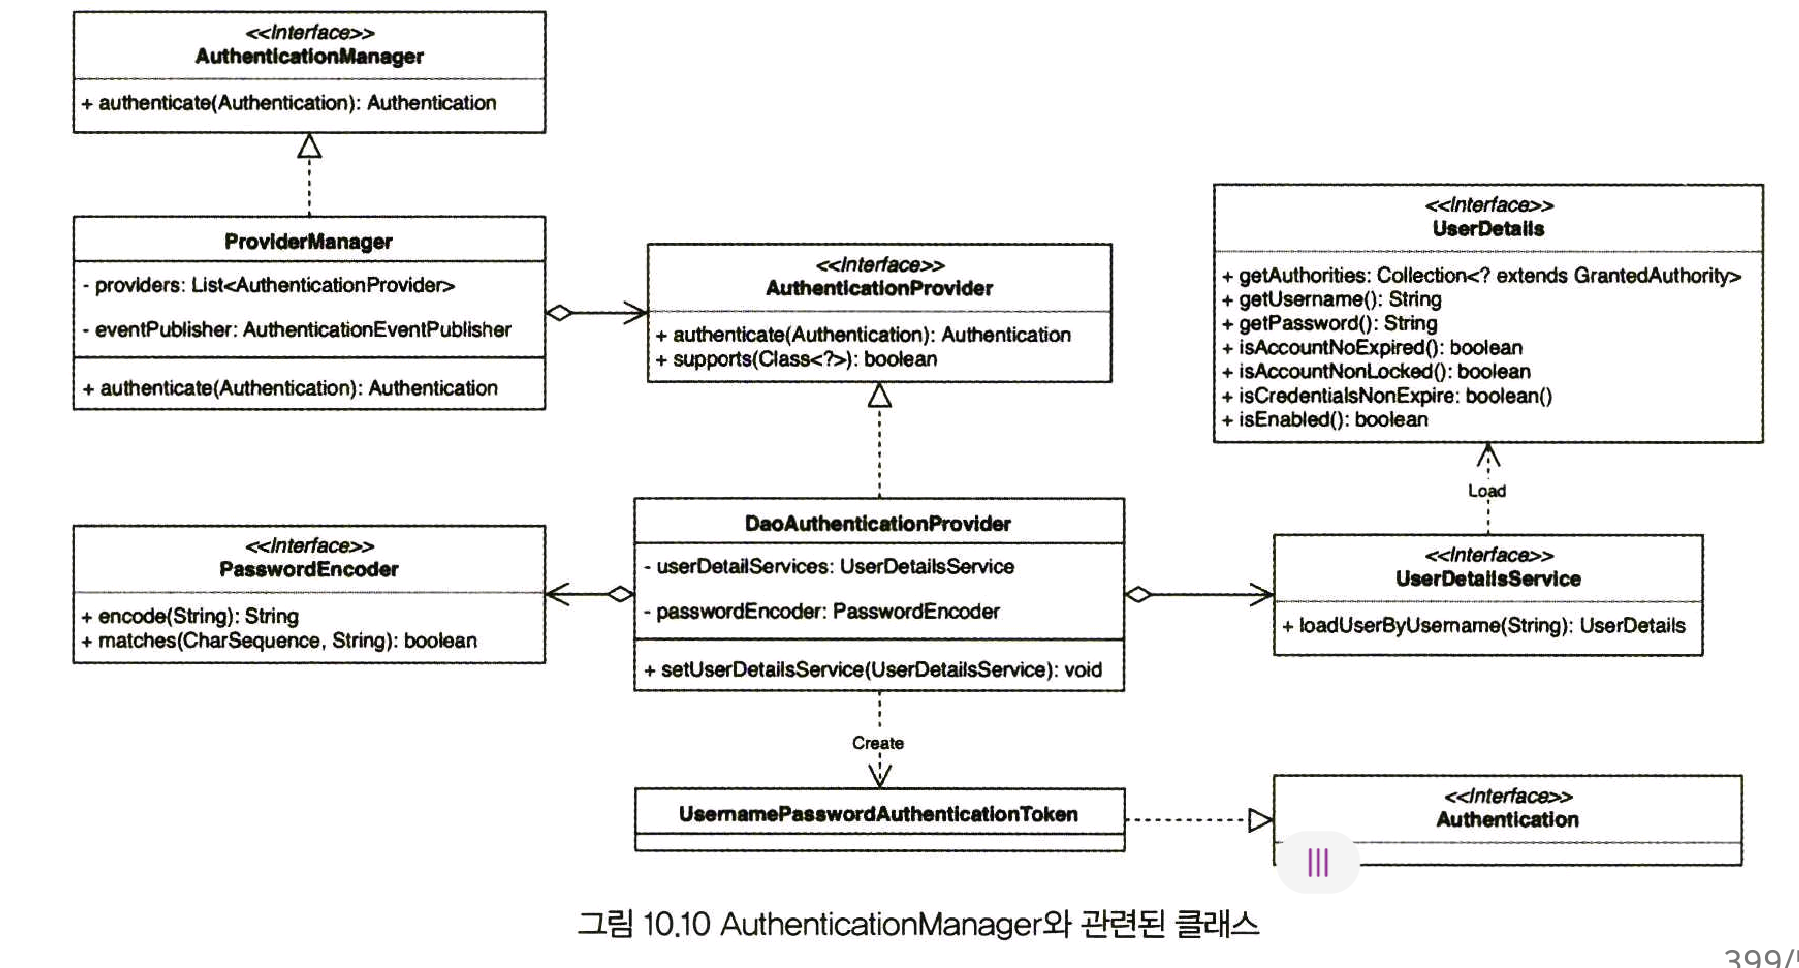 <<Interface>>
AuthenticationManager
+ authenticate(Authentication): Authentication
ProviderManager
- providers: List<AuthenticationProvider>
- eventPublisher: AuthenticationEventPublisher
+ authenticate(Authentication): Authentication
<<Interface>>
AuthenticationProvider
+ authenticate(Authentication): Authentication
+ supports(Class<?>): boolean
<<Interface>>
UserDetails
+ getAuthorities: Collection<? extends GrantedAuthority>
+ getUsername(): String
+ getPassword(): String
+ isAccountNoExpired(): boolean
+ isAccountNonLocked(): boolean
+ isCredentialsNonExpire: boolean()
+ isEnabled(): boolean
Load
<<Interface>>
PasswordEncoder
+ encode(String): String
+ matches(CharSequence, String): boolean
DaoAuthenticationProvider
- userDetailServices: UserDetailsService
- passwordEncoder: PasswordEncoder
+ setUserDetailsService(UserDetailsService): void
<<Interface>>
UserDetailsService
+ loadUserByUsername(String): UserDetails
Create
UsernamePasswordAuthenticationToken
<<Interface>>
Authentication
그림 10.10 AuthenticationManager와 관련된 클래스
399/